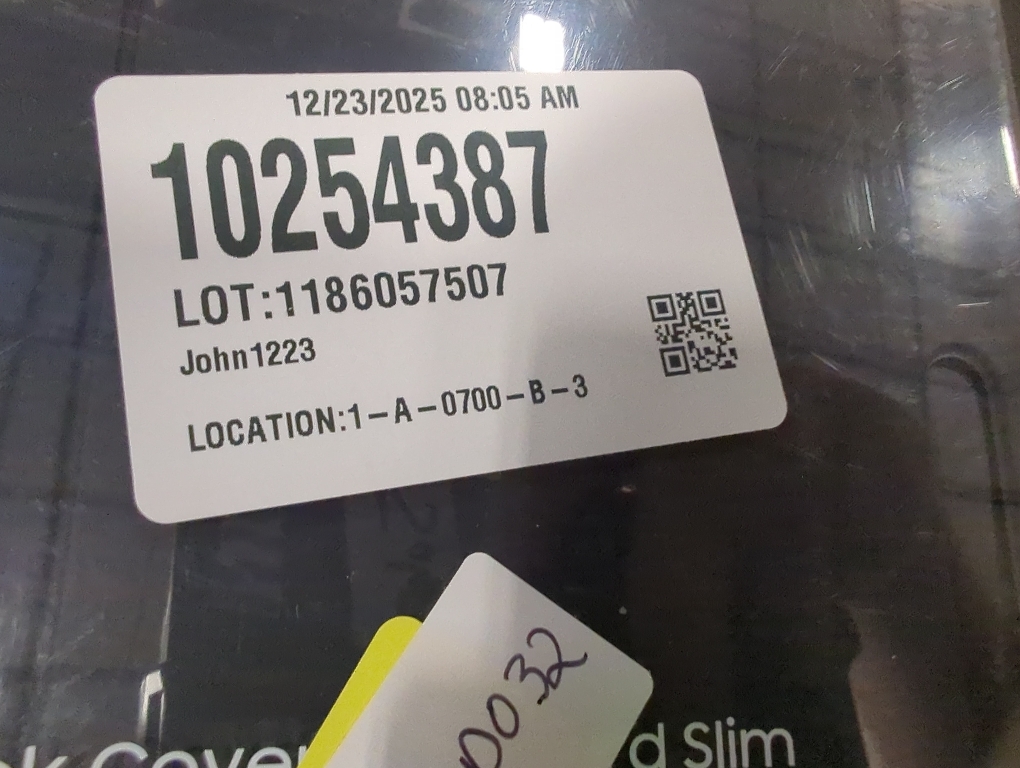 12/23/2025 08:05 AM
10254387
LOT:1186057507
John1223
LOCATION:1-A-0700-B-3
0032
d Slim